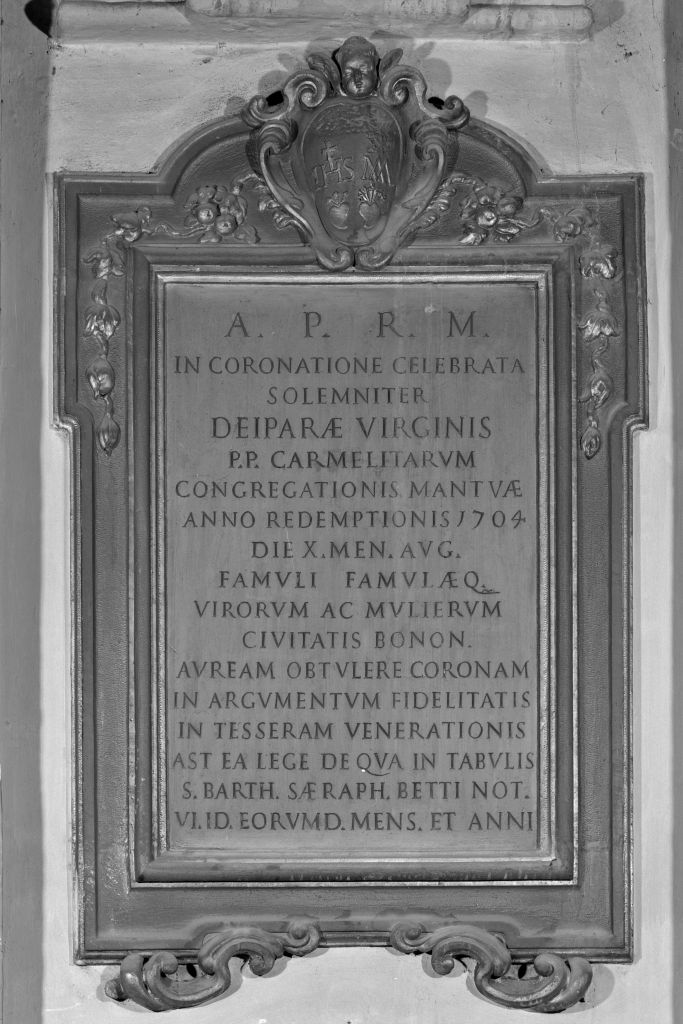 IHS MA
A. P. R. M.
IN CORONATIONE CELEBRATA
SOLEMNITER
DEIPARÆ VIRGINIS
P.P. CARMELITARVM
CONGREGATIONIS MANTVÆ
ANNO REDEMPTIONIS 1704
DIE X. MEN. AVG.
FAMVLI FAMVLÆQ.
VIRORVM AC MVLIERVM
CIVITATIS BONON.
AVREAM OBTVLERE CORONAM
IN ARGVMENTVM FIDELITATIS
IN TESSERAM VENERATIONIS
AST EA LEGE DE QVA IN TABVLIS
S. BARTH. SÆRAPH. BETTI NOT.
VI. ID. EORVMD. MENS. ET ANNI